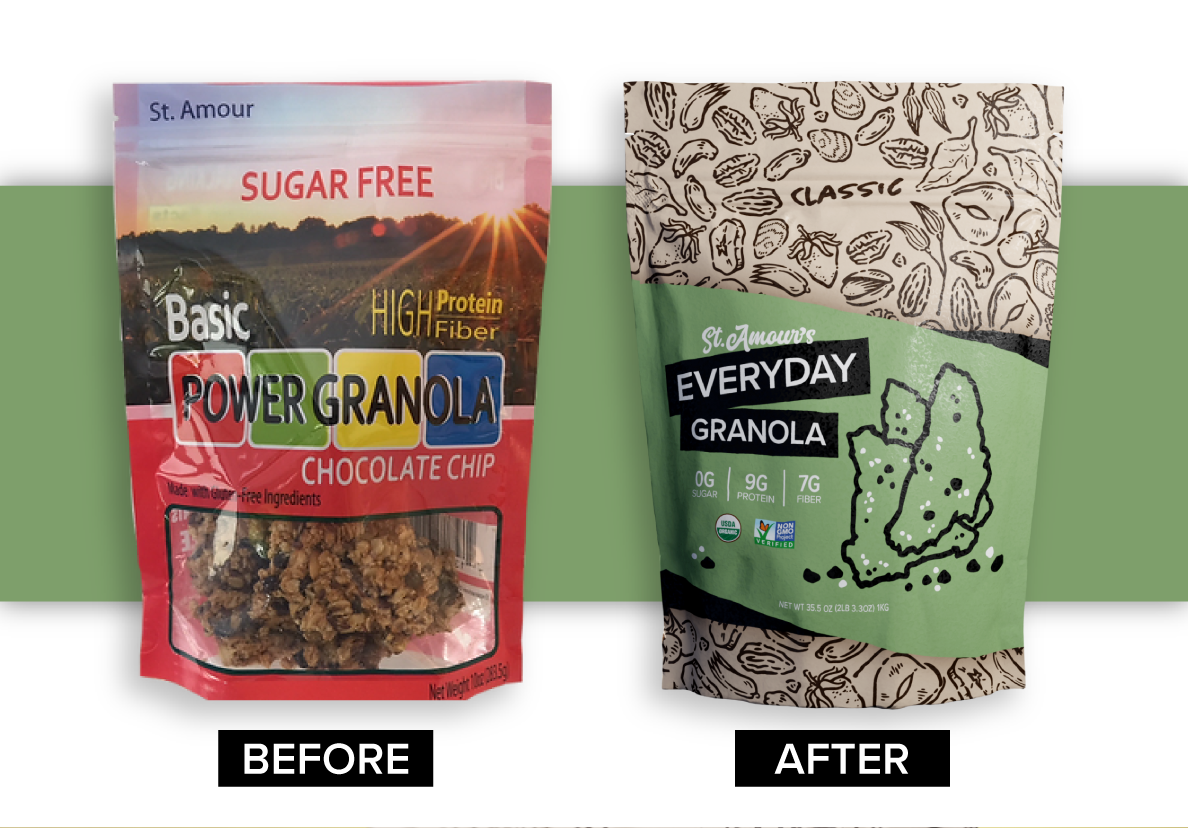 St. Amour
SUGAR FREE
Basic
HIGH Protein
Fiber
POWER GRANOLA
CHOCOLATE CHIP
Made with Gluten-Free Ingredients
Net Weight 10oz (283.5g)
BEFORE
CLASSIC
St. Amour's
EVERYDAY
GRANOLA
0G 9G 7G
SUGAR PROTEIN FIBER
USDA
ORGANIC
NON
GMO
Project
VERIFIED
NET WT 35.5 OZ (2LB 3.3OZ) 1KG
AFTER